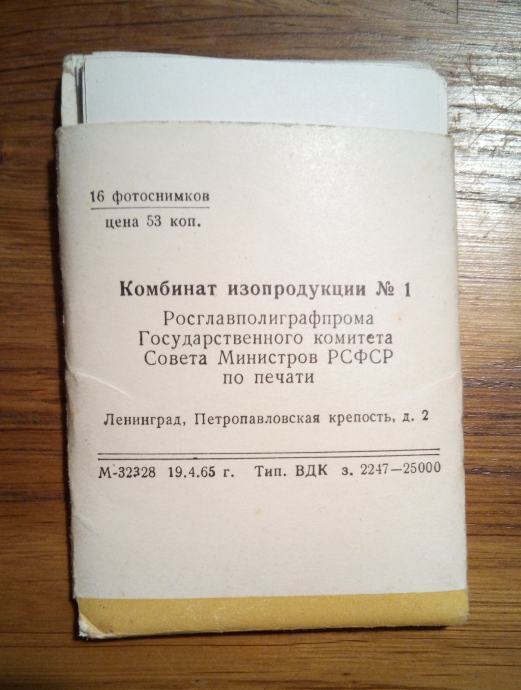 16 фотоснимков
цена 53 коп.
Комбинат изопродукции № 1
Росглавполиграфпрома
Государственного комитета
Совета Министров РСФСР
по печати
Ленинград, Петропавловская крепость, д. 2
М-32328 19.4.65 г. Тип. ВДК з. 2247—25000